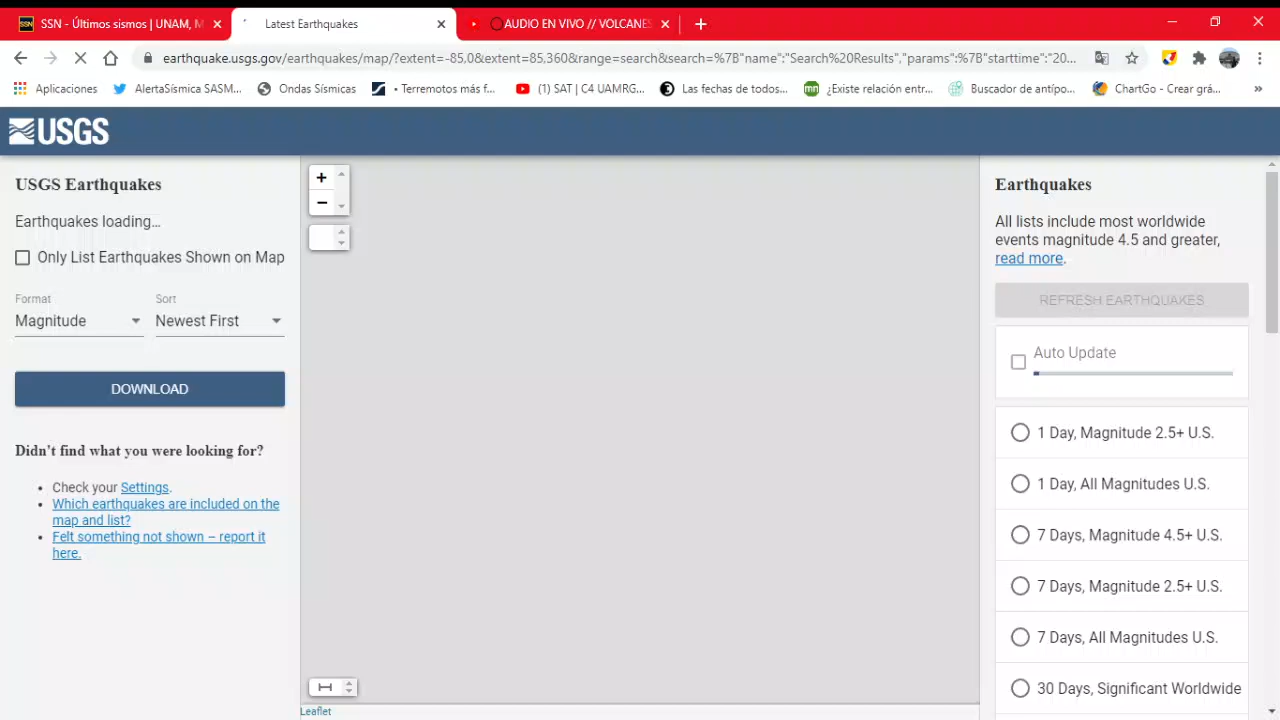 SSN - Últimos sismos | UNAM, M
Latest Earthquakes
AUDIO EN VIVO // VOLCANES
earthquake.usgs.gov/earthquakes/map/?extent=-85,0&extent=85,360&range=search&search=%7B"name":"Search%20Results","params":%7B"starttime":"20...
Aplicaciones
AlertaSísmica SASM...
Ondas Sísmicas
• Terremotos más f...
(1) SAT | C4 UAMRG...
Las fechas de todos...
mn
¿Existe relación entr...
Buscador de antípo...
ChartGo - Crear grá...
»
USGS
USGS Earthquakes
Earthquakes loading...
Only List Earthquakes Shown on Map
Format
Sort
Magnitude
Newest First
DOWNLOAD
Didn't find what you were looking for?
• Check your Settings.
• Which earthquakes are included on the
map and list?
• Felt something not shown – report it
here.
+
−
Leaflet
Earthquakes
All lists include most worldwide
events magnitude 4.5 and greater,
read more.
REFRESH EARTHQUAKES
Auto Update
1 Day, Magnitude 2.5+ U.S.
1 Day, All Magnitudes U.S.
7 Days, Magnitude 4.5+ U.S.
7 Days, Magnitude 2.5+ U.S.
7 Days, All Magnitudes U.S.
30 Days, Significant Worldwide